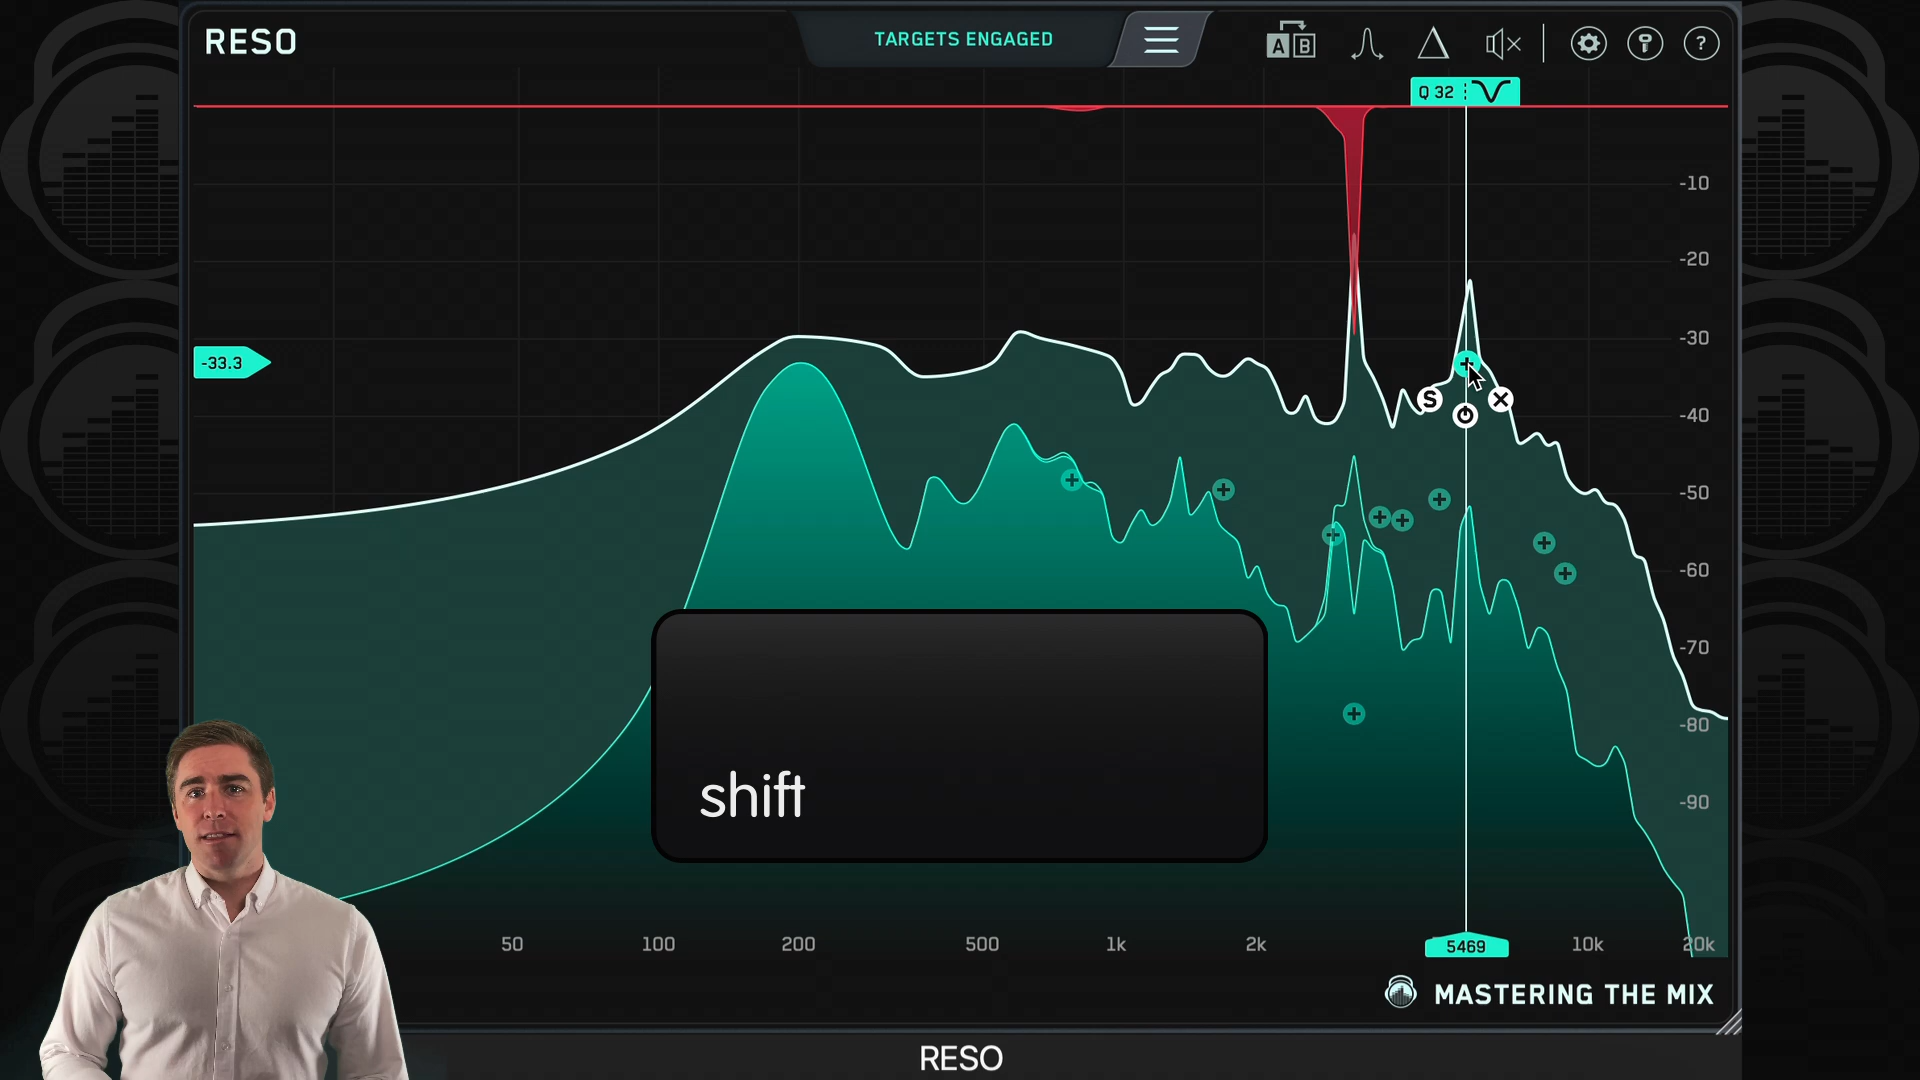 RESO
TARGETS ENGAGED
A B
?
Q 32
-10
-20
-30
-33.3
S
-40
-50
-60
-70
-80
shift
-90
50 100 200 500 1k 2k 5469 10k 20k
MASTERING THE MIX
RESO